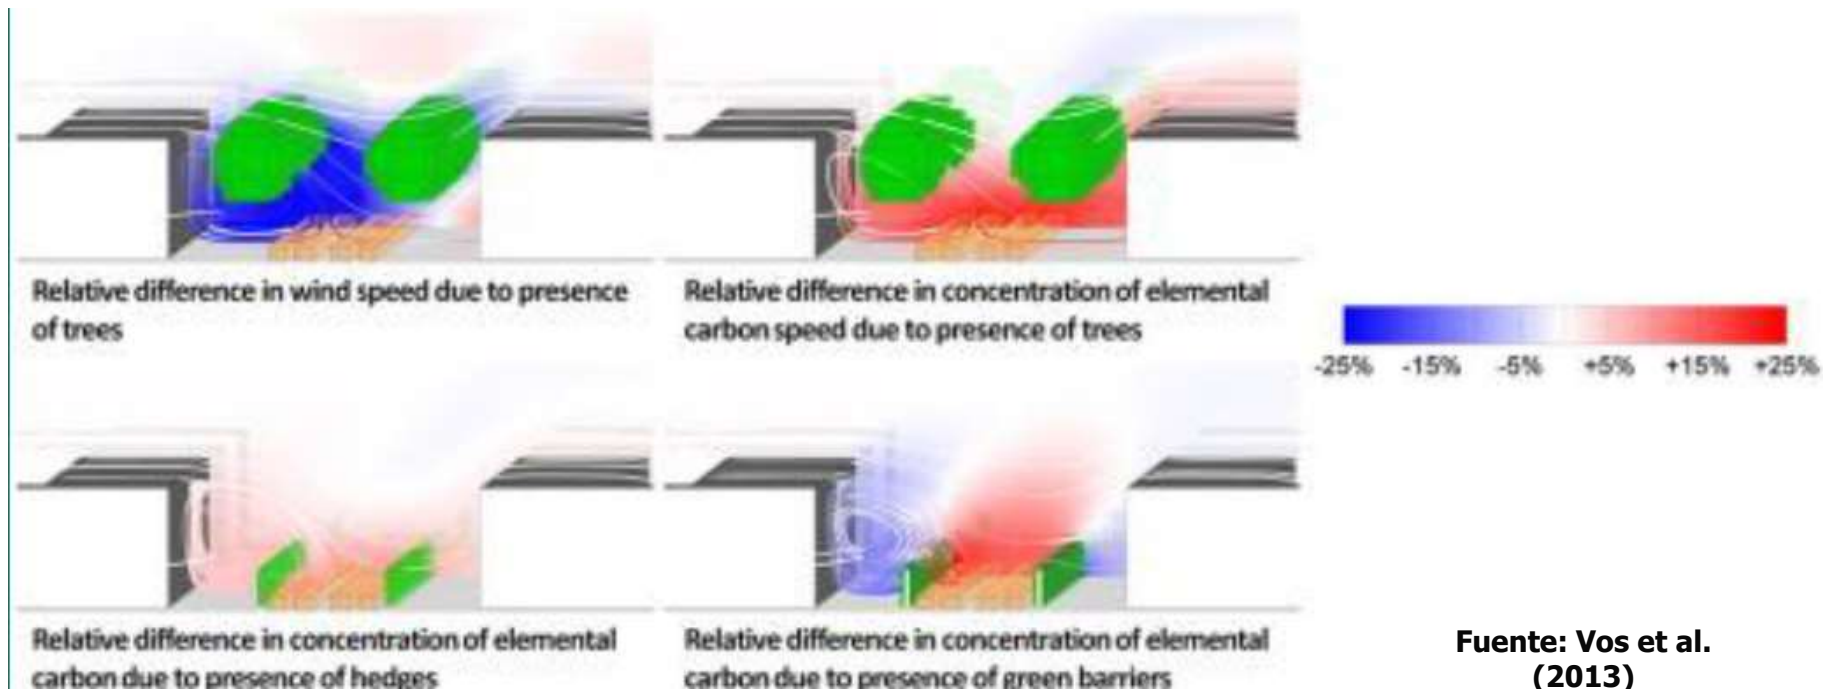 Relative difference in wind speed due to presence
of trees
Relative difference in concentration of elemental
carbon speed due to presence of trees
-25% -15% -5% +5% +15% +25%
Relative difference in concentration of elemental
carbon due to presence of hedges
Relative difference in concentration of elemental
carbon due to presence of green barriers
Fuente: Vos et al.
(2013)